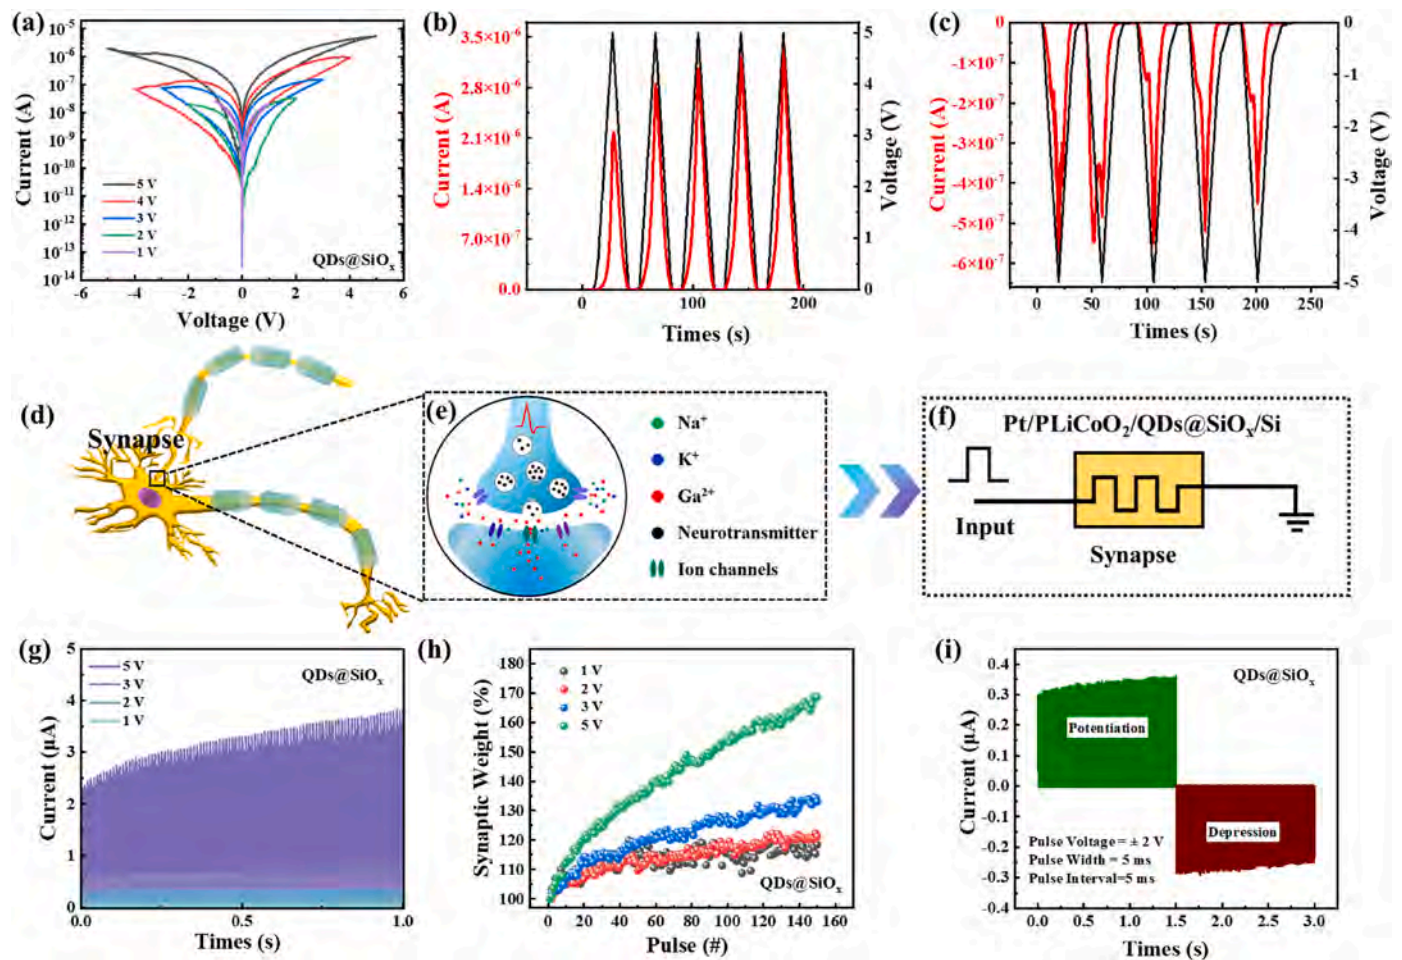 (a)
10⁻⁵
10⁻⁶
10⁻⁷
10⁻⁸
10⁻⁹
10⁻¹⁰
10⁻¹¹
10⁻¹²
10⁻¹³
10⁻¹⁴
Current (A)
5 V
4 V
3 V
2 V
1 V
QDs@SiOₓ
-6 -4 -2 0 2 4 6
Voltage (V)
(b)
3.5×10⁻⁶
2.8×10⁻⁶
2.1×10⁻⁶
1.4×10⁻⁶
7.0×10⁻⁷
0.0
Current (A)
5
4
3
2
1
0
Voltage (V)
0 100 200
Times (s)
(c)
0
-1×10⁻⁷
-2×10⁻⁷
-3×10⁻⁷
-4×10⁻⁷
-5×10⁻⁷
-6×10⁻⁷
Current (A)
0
-1
-2
-3
-4
-5
Voltage (V)
0 50 100 150 200
Times (s)
(d)
Synapse
(e)
Na⁺
K⁺
Ga²⁺
Neurotransmitter
Ion channels
(f)
Pt/PLiCoO₂/QDs@SiOₓ/Si
Input
Synapse
(g)
5
4
3
2
1
0
Current (μA)
5 V
3 V
2 V
1 V
QDs@SiOₓ
0.0 0.5 1.0
Times (s)
(h)
180
170
160
150
140
130
120
110
100
Synaptic Weight (%)
1 V
2 V
3 V
5 V
QDs@SiOₓ
0 20 40 60 80 100 120 140 160
Pulse (#)
(i)
0.4
0.3
0.2
0.1
0.0
-0.1
-0.2
-0.3
-0.4
Current (μA)
QDs@SiOₓ
Potentiation
Depression
Pulse Voltage = ± 2 V
Pulse Width = 5 ms
Pulse Interval=5 ms
0.0 0.5 1.0 1.5 2.0 2.5 3.0
Times (s)